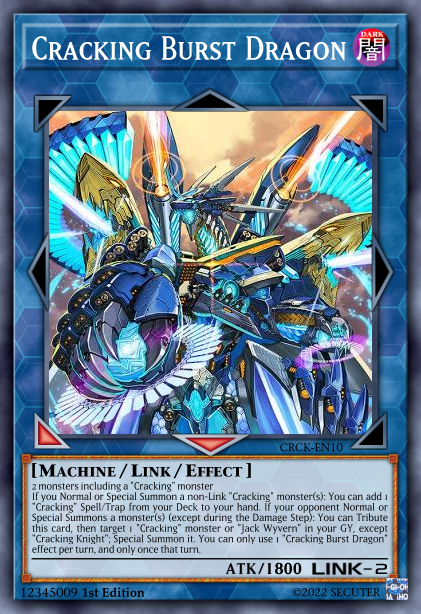 CRACKING BURST DRAGON
DARK
闇
CRCK-EN10
[MACHINE / LINK / EFFECT]
2 monsters including a "Cracking" monster
If you Normal or Special Summon a non-Link "Cracking" monster(s): You can add 1
"Cracking" Spell/Trap from your Deck to your hand. If your opponent Normal or
Special Summons a monster(s) (except during the Damage Step): You can Tribute
this card, then target 1 "Cracking" monster or "Jack Wyvern" in your GY, except
"Cracking Knight"; Special Summon it. You can only use 1 "Cracking Burst Dragon"
effect per turn, and only once that turn.
ATK/1800 LINK-2
12345009 1st Edition ©2022 SECUTER